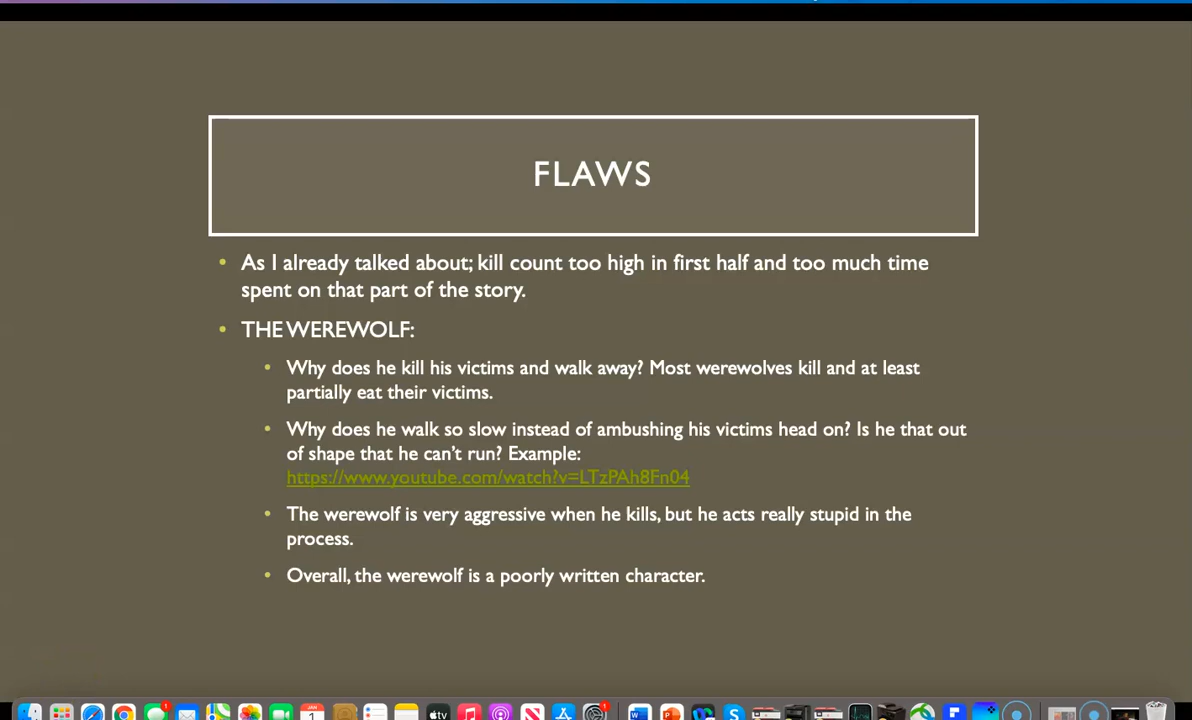 FLAWS
As I already talked about; kill count too high in first half and too much time
spent on that part of the story.
THE WEREWOLF:
Why does he kill his victims and walk away? Most werewolves kill and at least
partially eat their victims.
Why does he walk so slow instead of ambushing his victims head on? Is he that out
of shape that he can't run? Example:
https://www.youtube.com/watch?v=LTzPAh8Fn04
The werewolf is very aggressive when he kills, but he acts really stupid in the
process.
Overall, the werewolf is a poorly written character.
1
JAN
1
tv
1
W
P
S
F